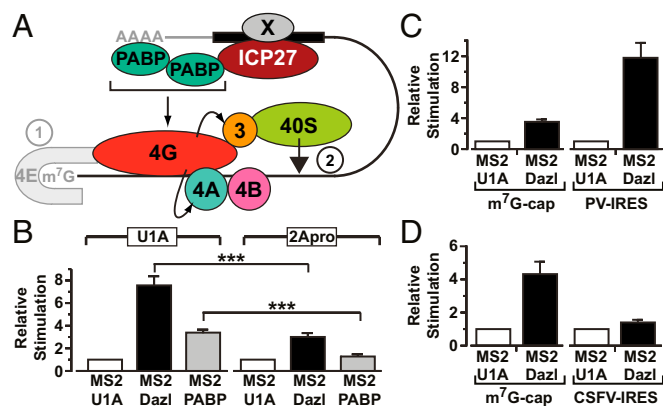 A
AAAA
X
PABP
PABP
ICP27
1
3
40S
4G
2
4E
m⁷G
4A
4B
B
U1A
2Apro
***
***
Relative
Stimulation
8
6
4
2
0
MS2 MS2 MS2 MS2 MS2 MS2
U1A Dazl PABP U1A Dazl PABP
C
Relative
Stimulation
12
8
4
0
MS2 MS2 MS2 MS2
U1A Dazl U1A Dazl
m⁷G-cap PV-IRES
D
Relative
Stimulation
6
4
2
0
MS2 MS2 MS2 MS2
U1A Dazl U1A Dazl
m⁷G-cap CSFV-IRES